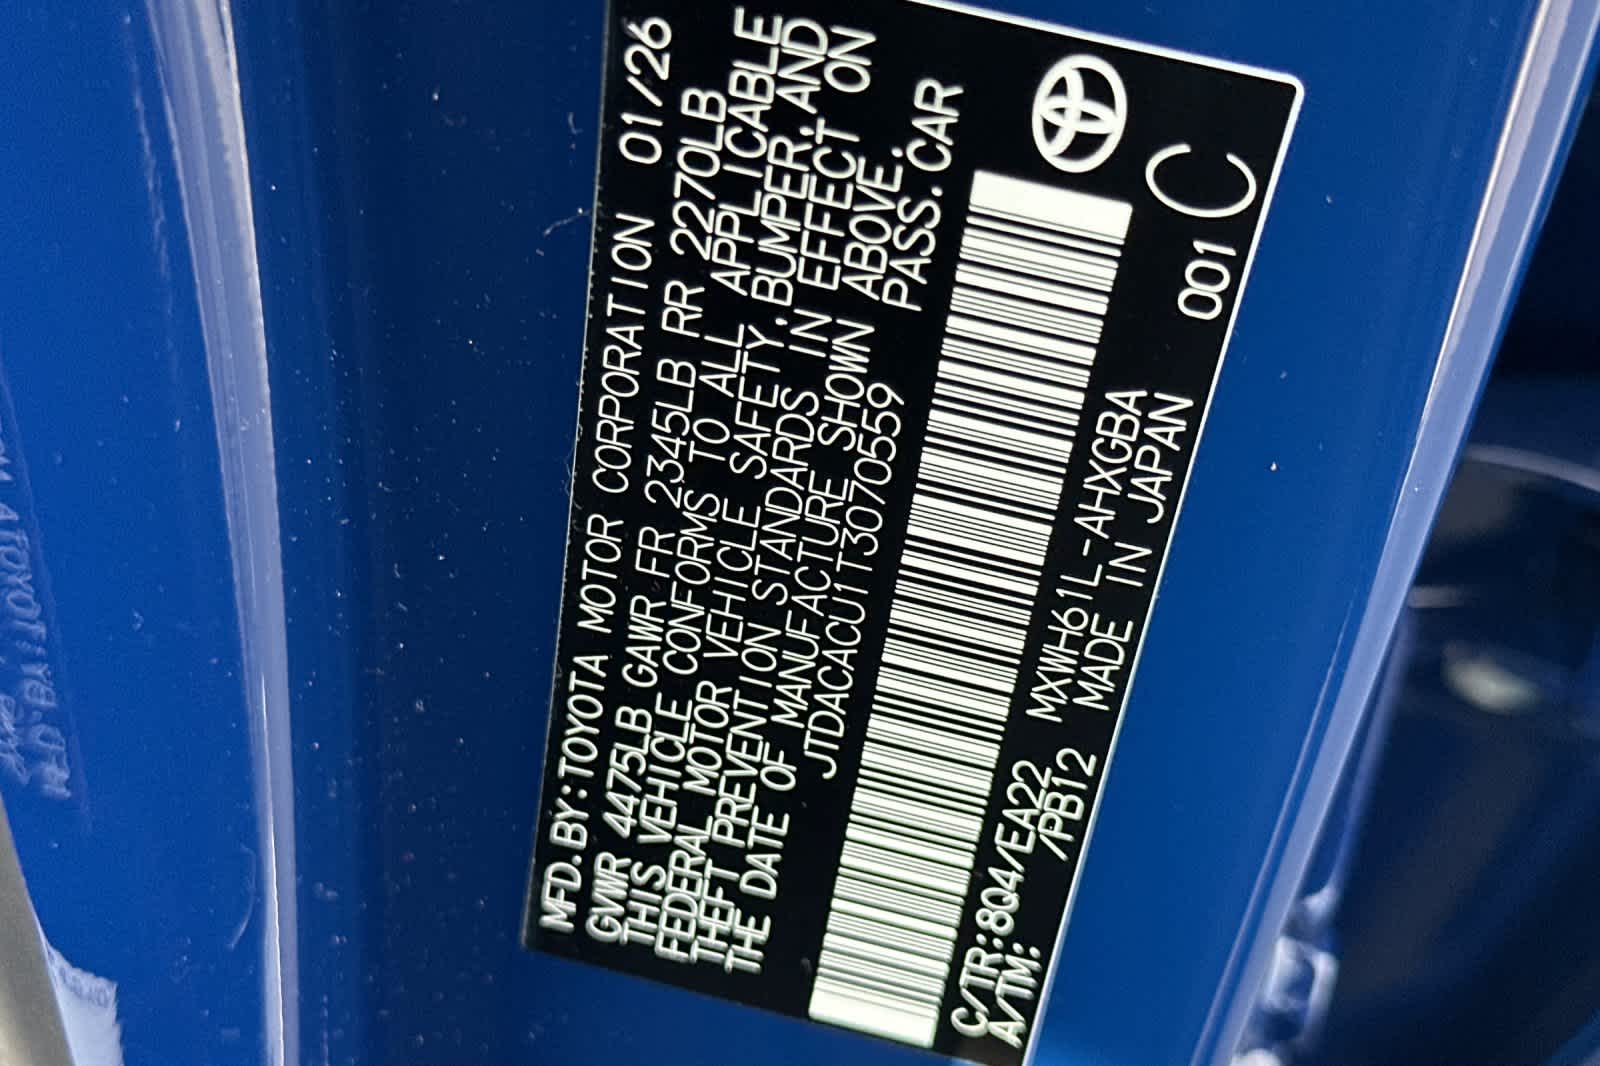 MFD.BY:TOYOTA MOTOR CORPORATION 01/26
GVWR 4475LB GAWR FR 2345LB RR 2270LB
THIS VEHICLE CONFORMS TO ALL APPLICABLE
FEDERAL MOTOR VEHICLE SAFETY,BUMPER,AND
THEFT PREVENTION STANDARDS IN EFFECT ON
THE DATE OF MANUFACTURE SHOWN ABOVE.
JTDACACU1T3070559 PASS.CAR
C/TR:8Q4/EA22 MXWH61L-AHXGBA
A/TM: /PB12 MADE IN JAPAN 001 C